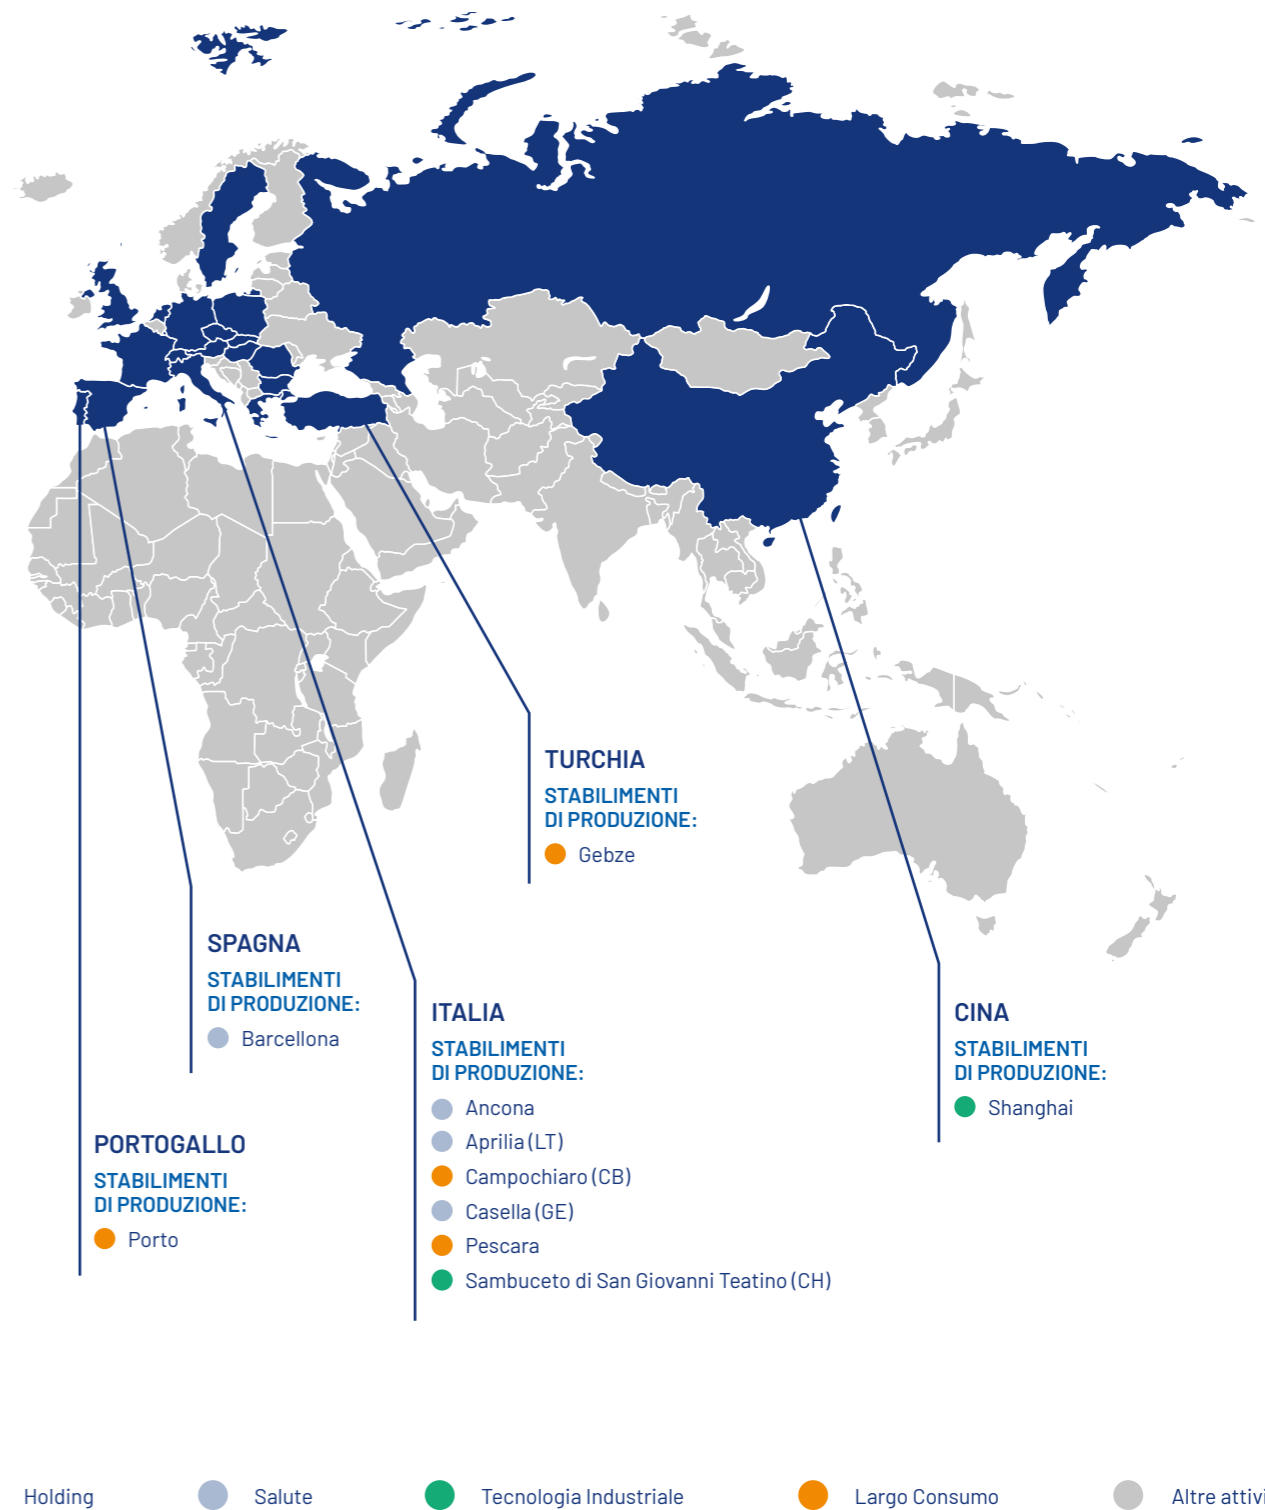 TURCHIA
STABILIMENTI
DI PRODUZIONE:
Gebze
SPAGNA
STABILIMENTI
DI PRODUZIONE:
Barcellona
ITALIA
STABILIMENTI
DI PRODUZIONE:
Ancona
Aprilia (LT)
Campochiaro (CB)
Casella (GE)
Pescara
Sambuceto di San Giovanni Teatino (CH)
CINA
STABILIMENTI
DI PRODUZIONE:
Shanghai
PORTOGALLO
STABILIMENTI
DI PRODUZIONE:
Porto
Holding
Salute
Tecnologia Industriale
Largo Consumo
Altre attivi